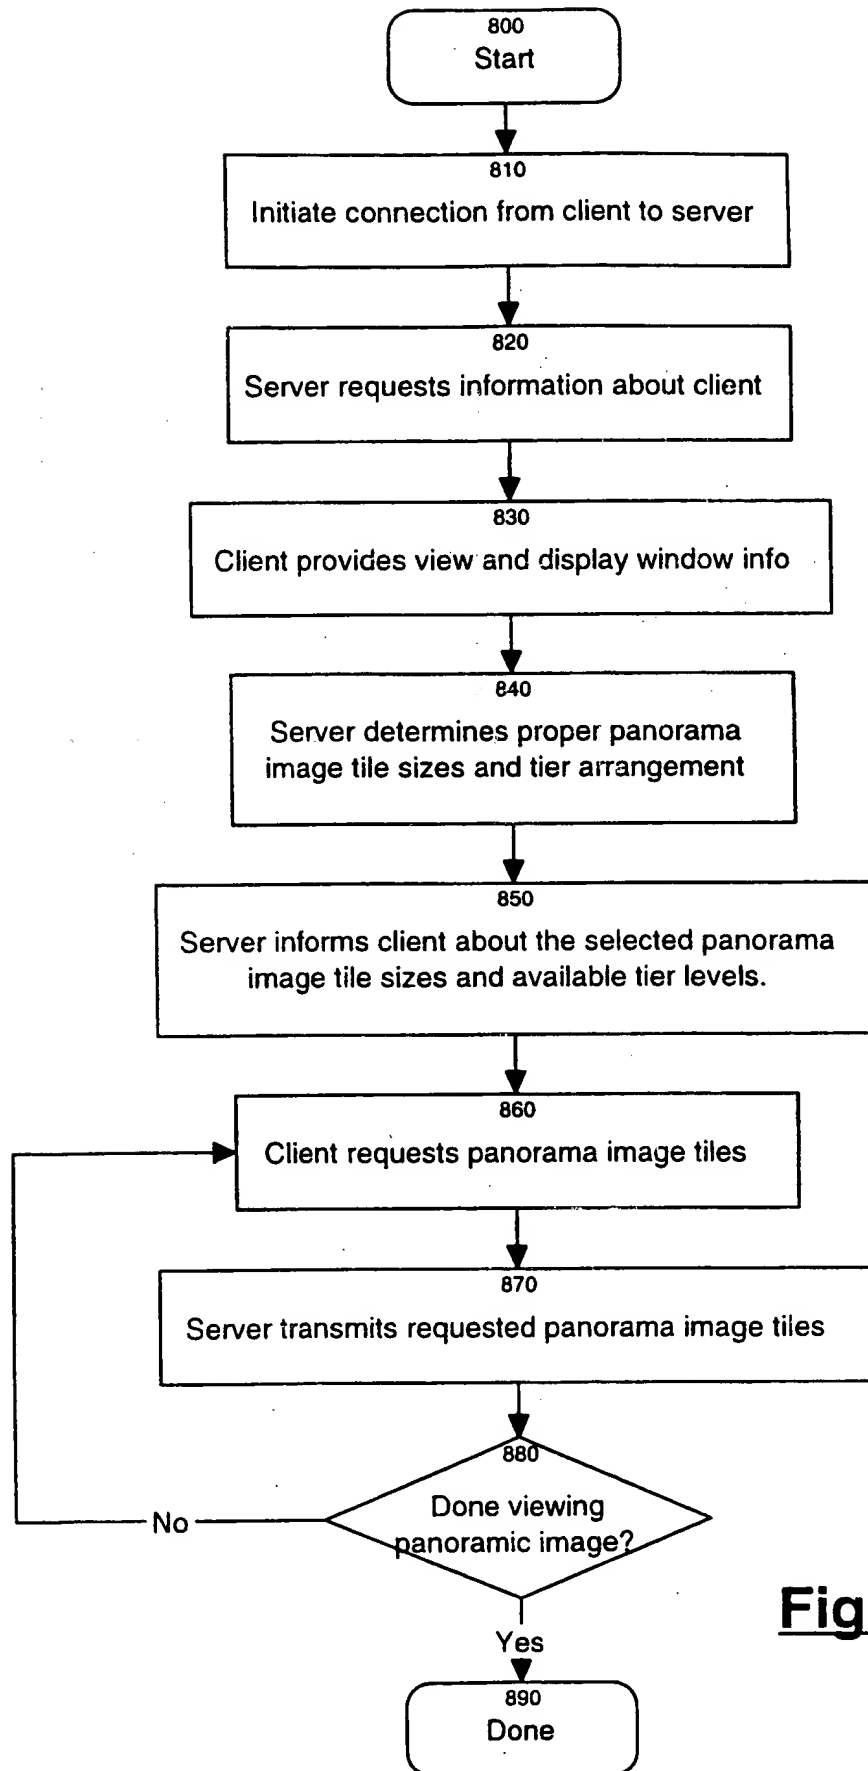 800
Start
810
Initiate connection from client to server
820
Server requests information about client
830
Client provides view and display window info
840
Server determines proper panorama
image tile sizes and tier arrangement
850
Server informs client about the selected panorama
image tile sizes and available tier levels.
860
Client requests panorama image tiles
870
Server transmits requested panorama image tiles
880
Done viewing
panoramic image?
No
Fig
Yes
890
Done